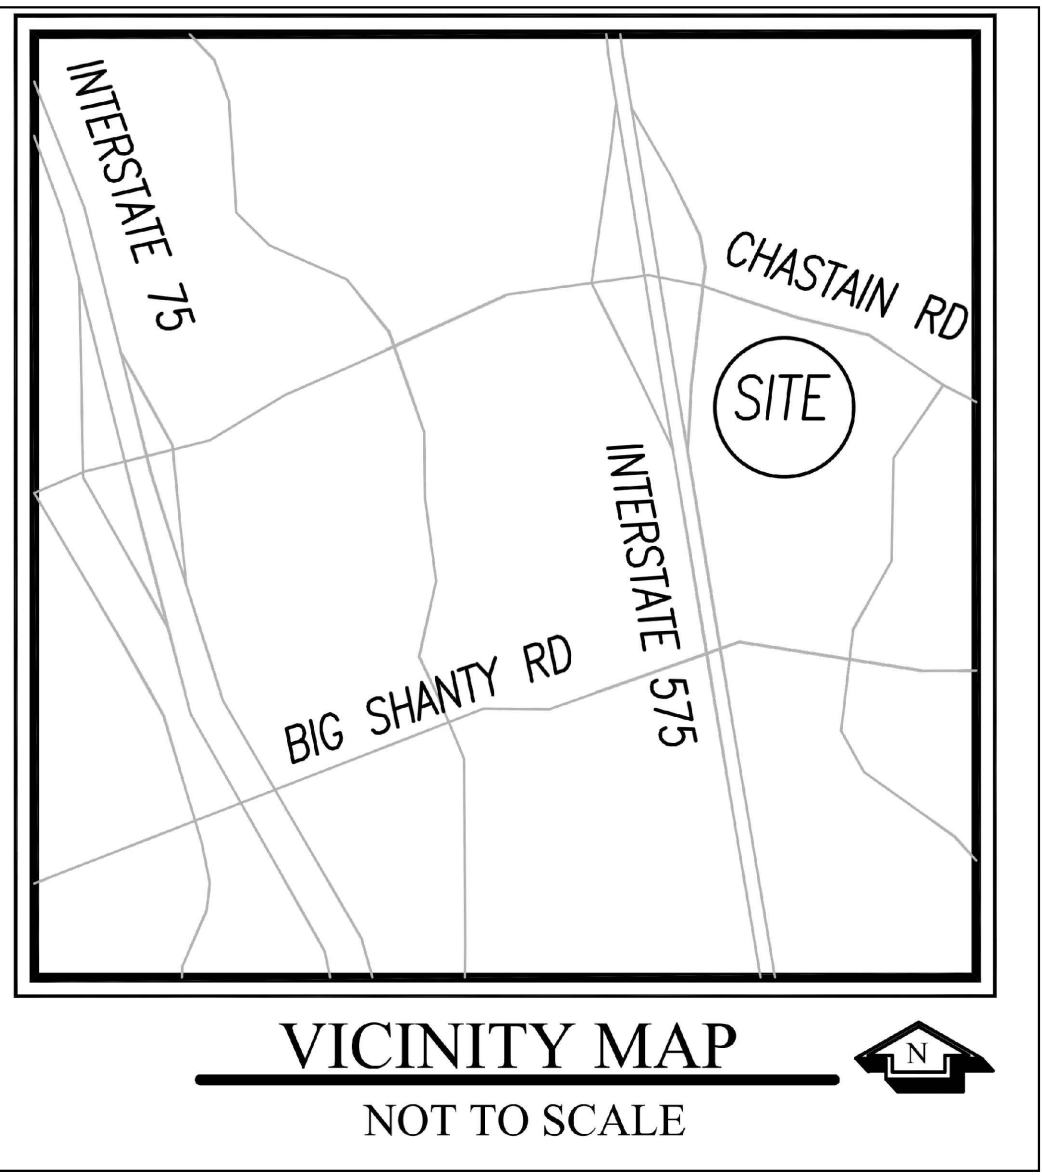 INTERSTATE 75
CHASTAIN RD
SITE
INTERSTATE 575
BIG SHANTY RD
VICINITY MAP
N
NOT TO SCALE